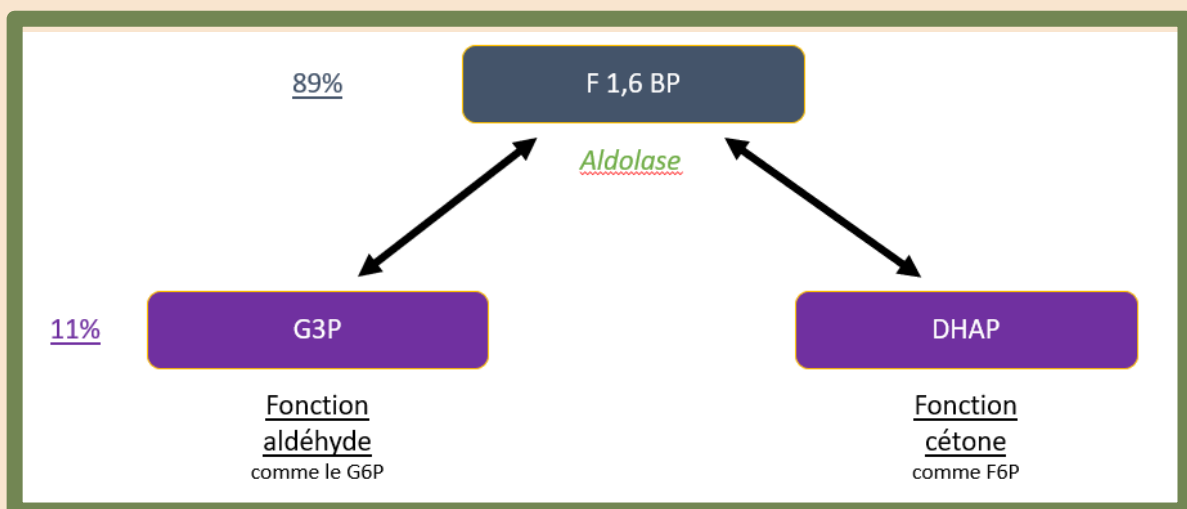 89%
F 1,6 BP
Aldolase
11%
G3P
DHAP
Fonction
aldéhyde
comme le G6P
Fonction
cétone
comme F6P